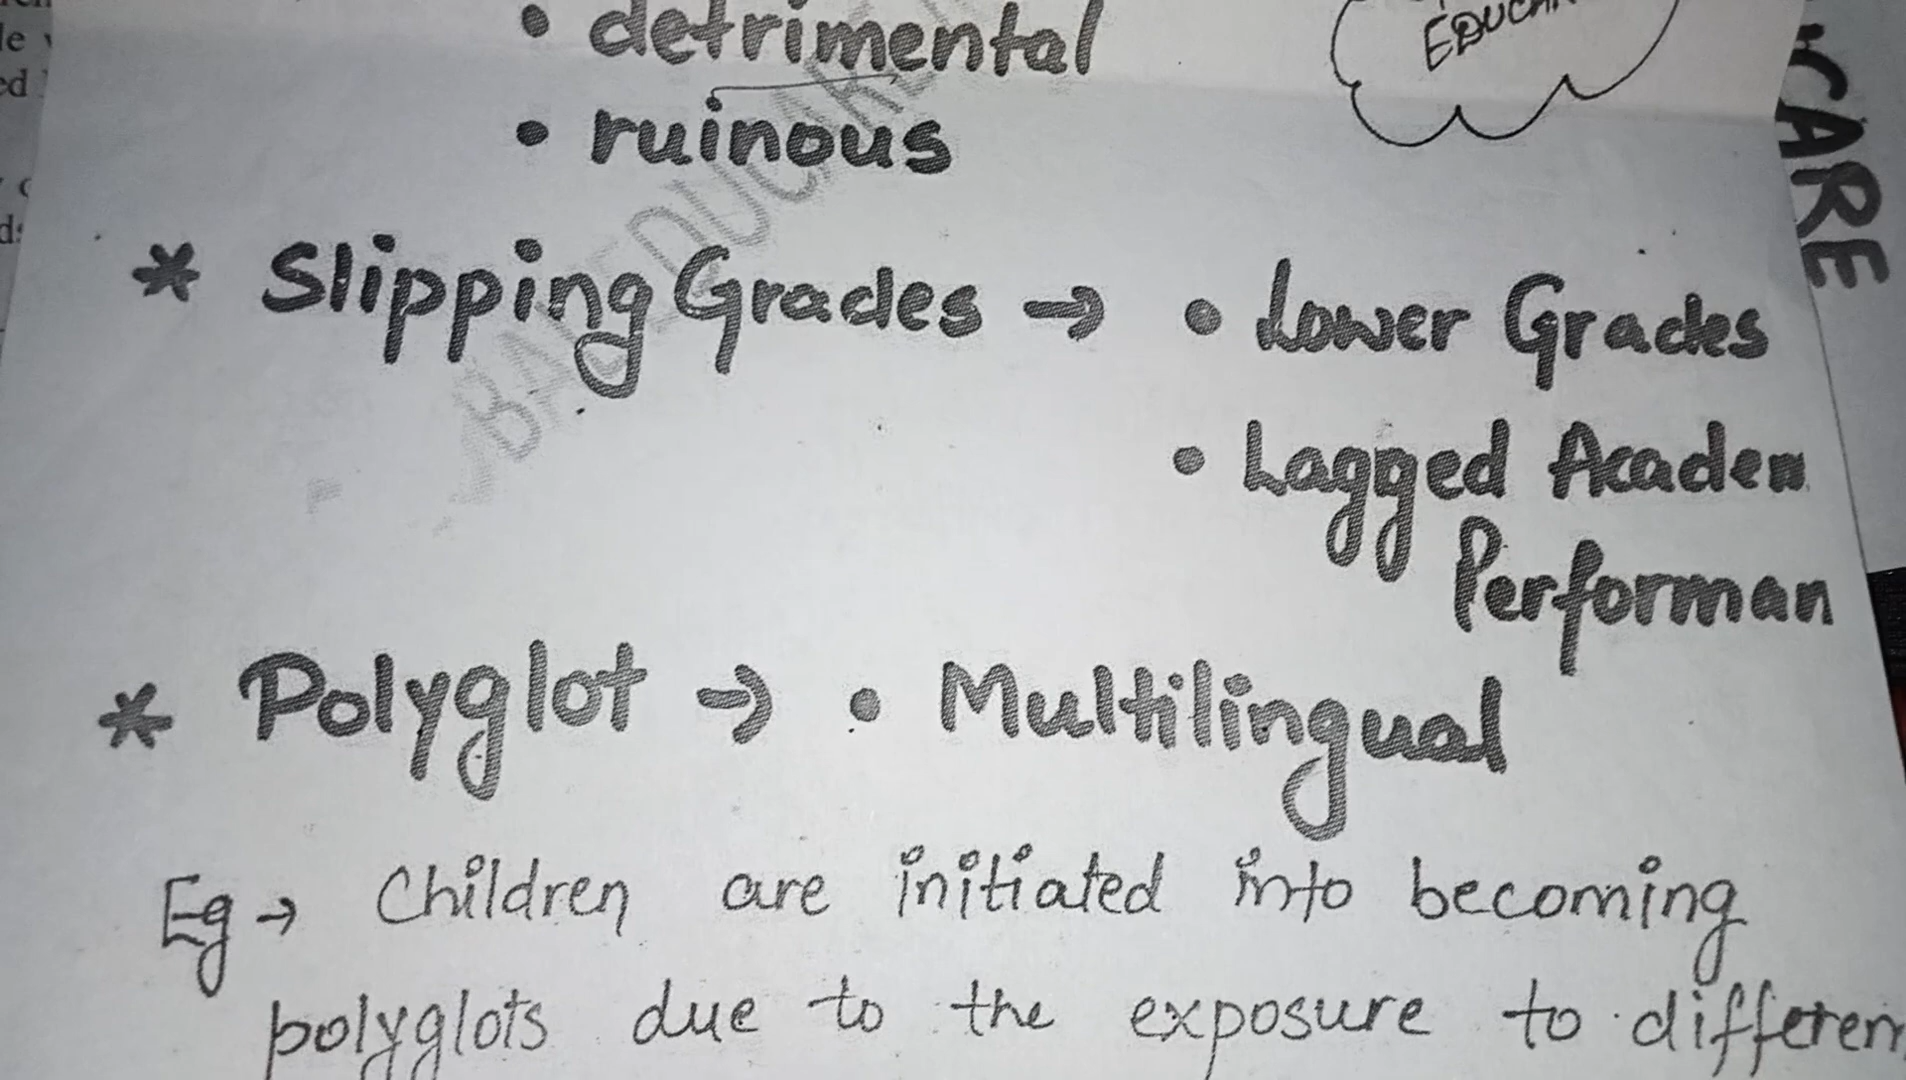 • detrimental
• ruinous
* Slipping Grades → • Lower Grades
• Lagged Academ
Performan
* Polyglot → • Multilingual
Eg → Children are initiated into becoming
polyglots due to the exposure to differen
CARE